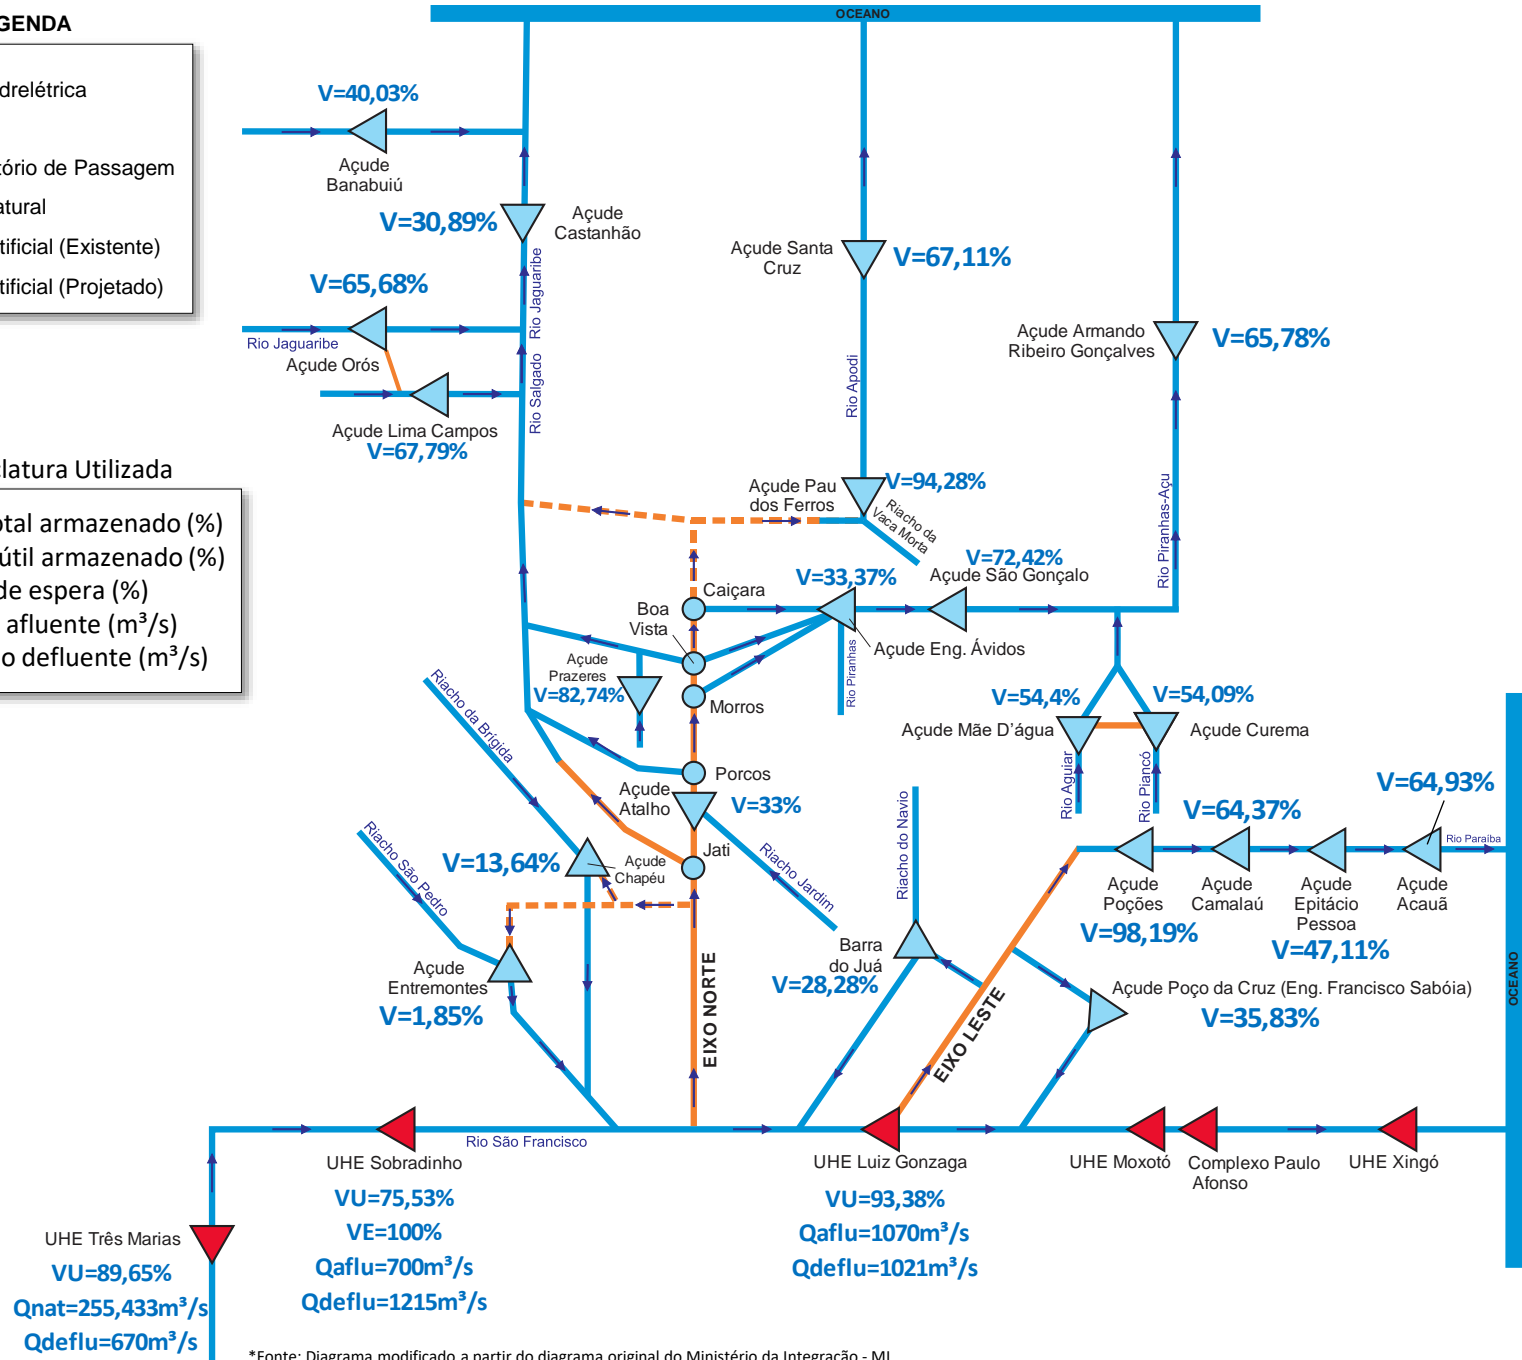 OCEANO
GENDA
drelétrica
tório de Passagem
atural
tificial (Existente)
tificial (Projetado)
V=40,03%
Açude
Banabuiú
V=30,89%
Açude
Castanhão
Rio Jaguaribe
V=65,68%
Rio Jaguaribe
Açude Orós
Rio Salgado
Açude Lima Campos
V=67,79%
Açude Santa
Cruz
V=67,11%
Rio Apodi
Açude Armando
Ribeiro Gonçalves
V=65,78%
Rio Piranhas-Açu
clatura Utilizada
otal armazenado (%)
útil armazenado (%)
de espera (%)
afluente (m³/s)
o defluente (m³/s)
Açude Pau
dos Ferros
V=94,28%
Riacho da
Vaca Morta
V=72,42%
Açude São Gonçalo
V=33,37%
Caiçara
Boa
Vista
Açude Eng. Ávidos
Rio Piranhas
Açude
Prazeres
V=82,74%
Morros
Riacho da Brígida
Porcos
Açude
Atalho
V=33%
V=54,4%
V=54,09%
Açude Mãe D'água
Açude Curema
Rio Aguiar
Rio Piancó
V=64,93%
V=64,37%
Rio Paraíba
Riacho São Pedro
V=13,64%
Açude
Chapéu
Jati
Riacho Jardim
Riacho do Navio
Açude
Poções
Açude
Camalaú
Açude
Epitácio
Pessoa
Açude
Acauã
V=98,19%
V=47,11%
Açude
Entremontes
V=1,85%
EIXO NORTE
Barra
do Juá
V=28,28%
EIXO LESTE
Açude Poço da Cruz (Eng. Francisco Sabóia)
V=35,83%
OCEANO
Rio São Francisco
UHE Sobradinho
VU=75,53%
VE=100%
Qaflu=700m³/s
Qdeflu=1215m³/s
UHE Luiz Gonzaga
VU=93,38%
Qaflu=1070m³/s
Qdeflu=1021m³/s
UHE Moxotó
Complexo Paulo
Afonso
UHE Xingó
UHE Três Marias
VU=89,65%
Qnat=255,433m³/s
Qdeflu=670m³/s
*Fonte: Diagrama modificado a partir do diagrama original do Ministério da Integração - MI